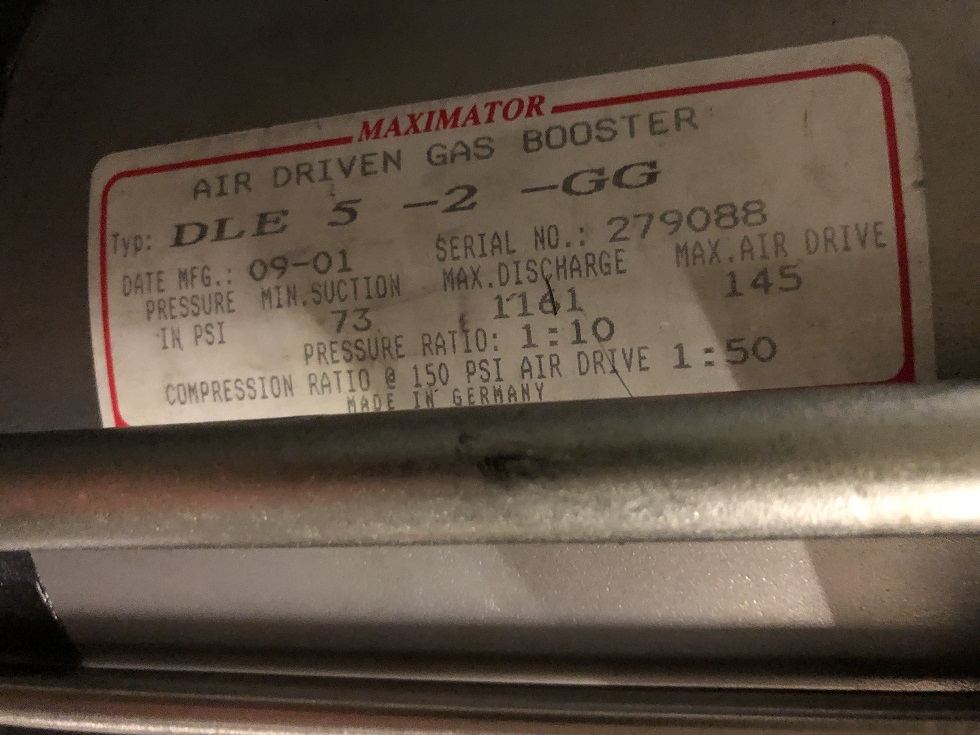 MAXIMATOR
AIR DRIVEN GAS BOOSTER
Typ: DLE 5 -2 -GG
DATE MFG.: 09-01 SERIAL NO.: 279088
PRESSURE MIN.SUCTION MAX.DISCHARGE MAX.AIR DRIVE
IN PSI 73 1161 145
PRESSURE RATIO: 1:10
COMPRESSION RATIO @ 150 PSI AIR DRIVE 1:50
MADE IN GERMANY